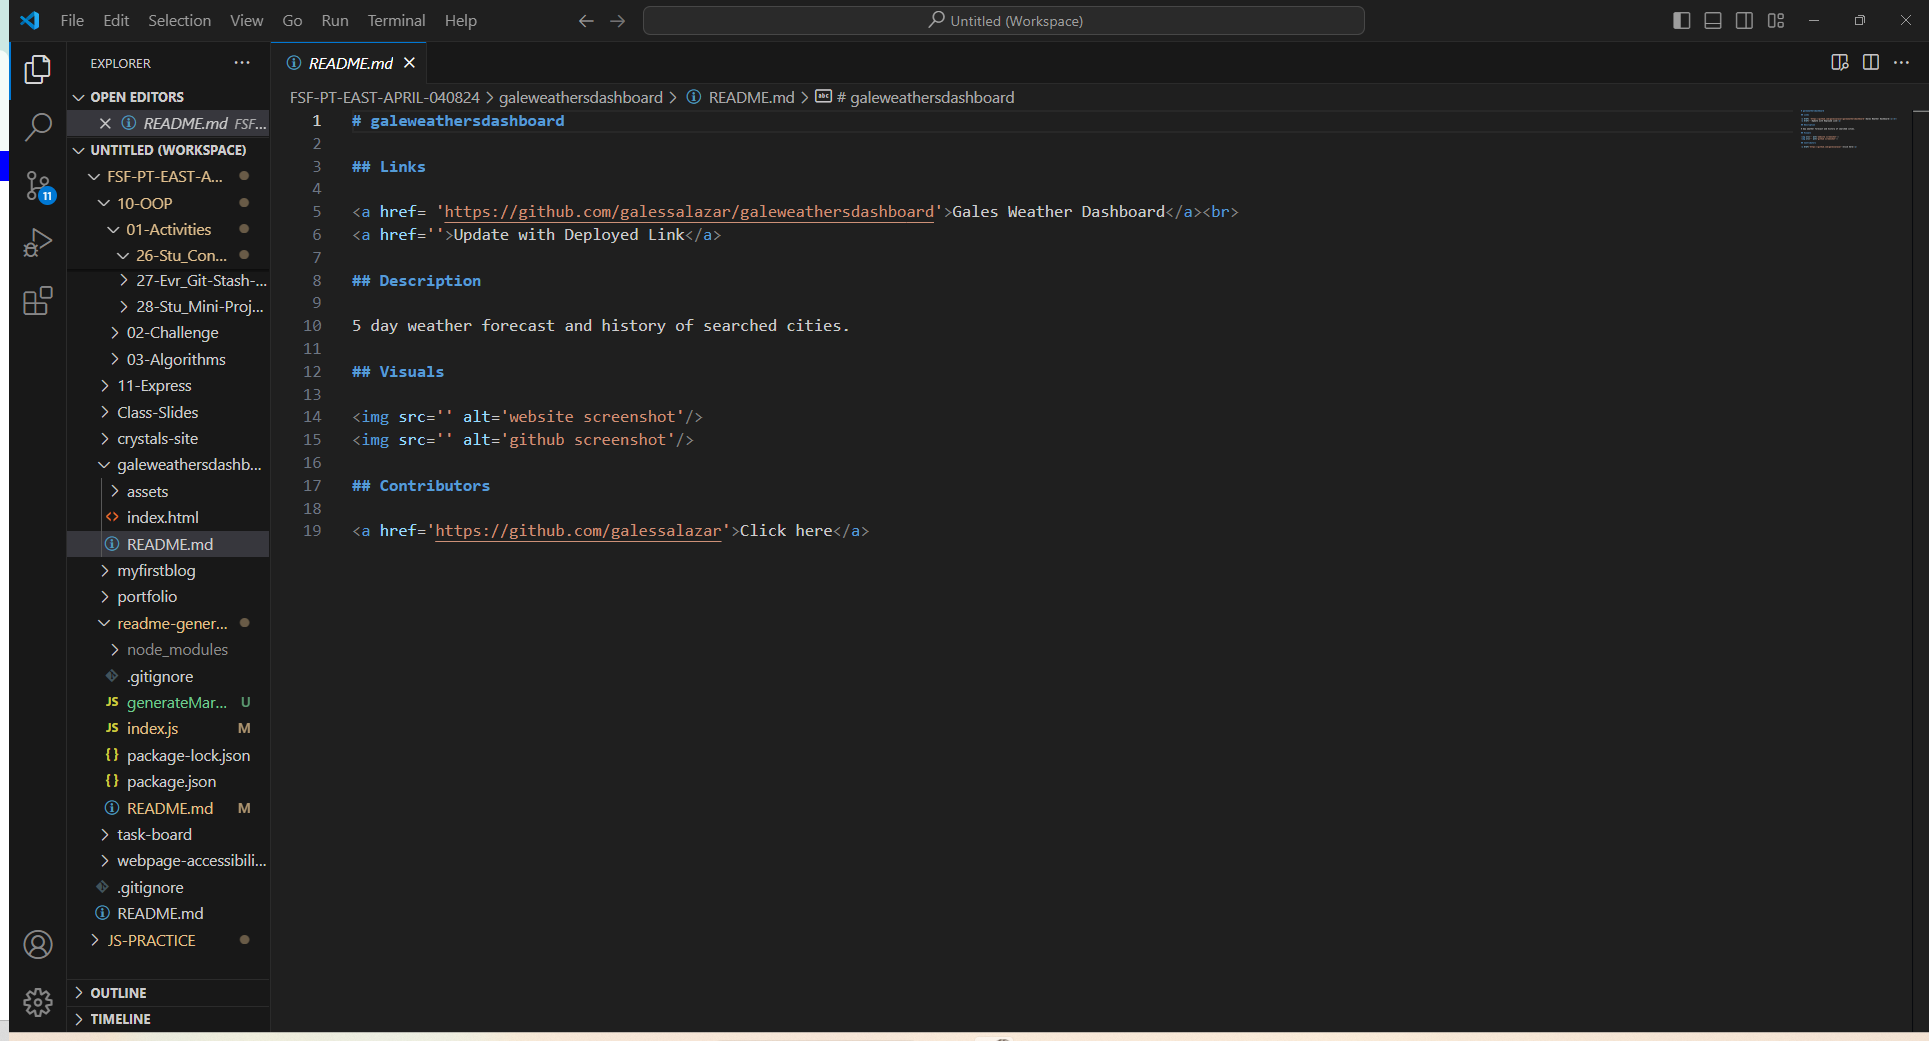 File Edit Selection View Go Run Terminal Help
Untitled (Workspace)
EXPLORER
OPEN EDITORS
README.md FSF...
UNTITLED (WORKSPACE)
FSF-PT-EAST-A...
10-OOP
01-Activities
26-Stu_Con...
27-Evr_Git-Stash-...
28-Stu_Mini-Proj...
02-Challenge
03-Algorithms
11-Express
Class-Slides
crystals-site
galeweathersdashb...
assets
index.html
README.md
myfirstblog
portfolio
readme-gener...
node_modules
.gitignore
JS generateMar... U
JS index.js M
{} package-lock.json
{} package.json
README.md M
task-board
webpage-accessibili...
.gitignore
README.md
JS-PRACTICE
OUTLINE
TIMELINE
11
README.md
FSF-PT-EAST-APRIL-040824 > galeweathersdashboard > README.md > abc # galeweathersdashboard
1 # galeweathersdashboard
2
3 ## Links
4
5 <a href= 'https://github.com/galessalazar/galeweathersdashboard'>Gales Weather Dashboard</a><br>
6 <a href=''>Update with Deployed Link</a>
7
8 ## Description
9
10 5 day weather forecast and history of searched cities.
11
12 ## Visuals
13
14 <img src='' alt='website screenshot'/>
15 <img src='' alt='github screenshot'/>
16
17 ## Contributors
18
19 <a href='https://github.com/galessalazar'>Click here</a>